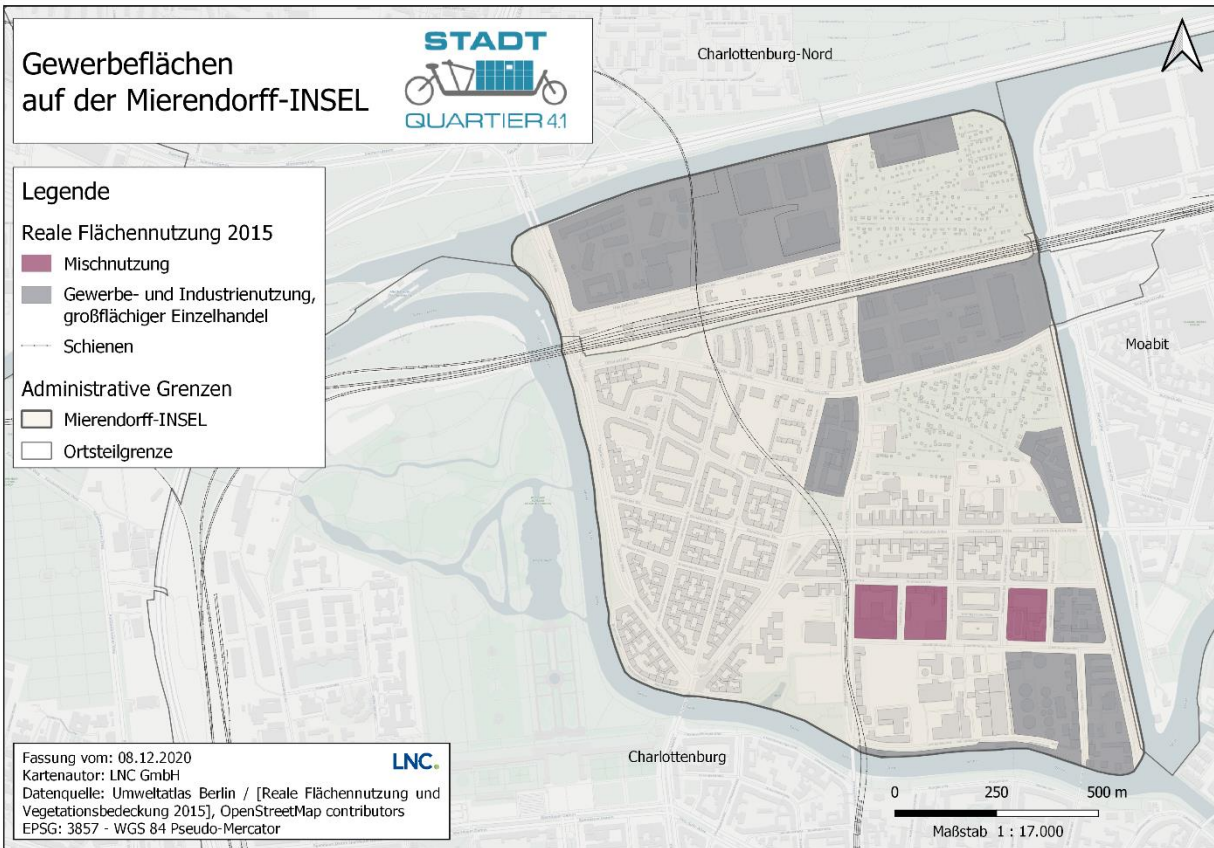 Gewerbeflächen
auf der Mierendorff-INSEL
STADT
QUARTIER 4.1
Charlottenburg-Nord
Legende
Reale Flächennutzung 2015
Mischnutzung
Gewerbe- und Industrienutzung,
großflächiger Einzelhandel
Schienen
Administrative Grenzen
Mierendorff-INSEL
Ortsteilgrenze
Moabit
Charlottenburg
Fassung vom: 08.12.2020
Kartenautor: LNC GmbH
LNC.
Datenquelle: Umweltatlas Berlin / [Reale Flächennutzung und
Vegetationsbedeckung 2015], OpenStreetMap contributors
EPSG: 3857 - WGS 84 Pseudo-Mercator
0 250 500 m
Maßstab 1 : 17.000